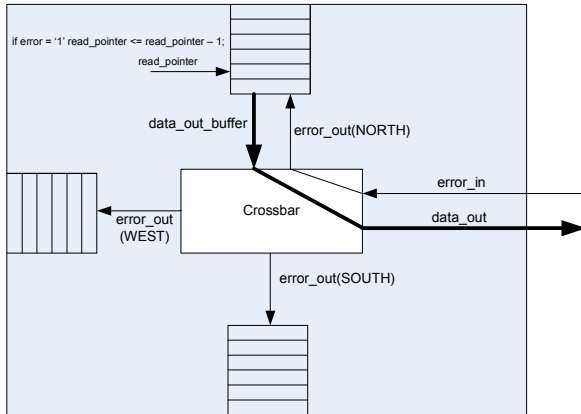 if error = ‘1’ read_pointer <= read_pointer – 1;
read_pointer
data_out_buffer
error_out(NORTH)
error_in
Crossbar
data_out
error_out
(WEST)
error_out(SOUTH)